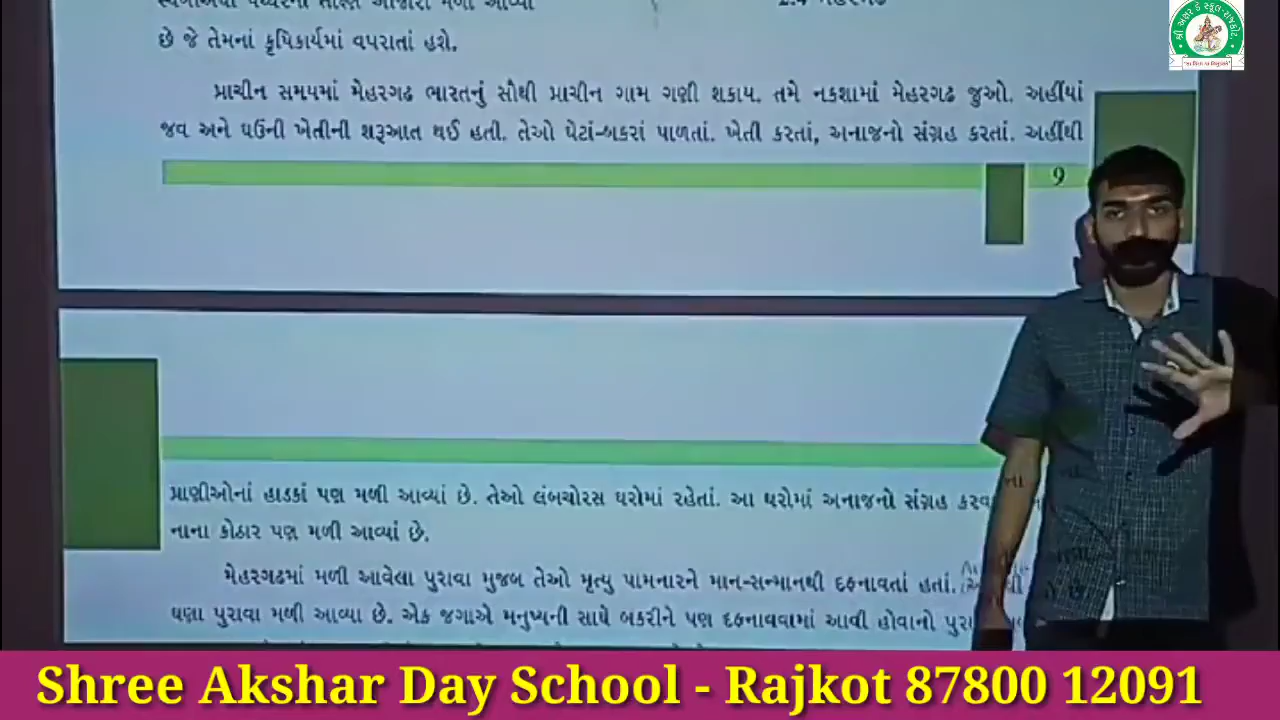 છે જે તેમનાં કૃષિકાર્યમાં વપરાતાં હશે.
2.4 મેહરગઢ
પ્રાચીન સમયમાં મેહરગઢ ભારતનું સૌથી પ્રાચીન ગામ ગણી શકાય. તમે નકશામાં મેહરગઢ જુઓ. અહીંયાં
જવ અને ઘઉંની ખેતીની શરૂઆત થઈ હતી. તેઓ ઘેટાં-બકરાં પાળતાં. ખેતી કરતાં, અનાજનો સંગ્રહ કરતાં. અહીંથી
9
પ્રાણીઓનાં હાડકાં પણ મળી આવ્યાં છે. તેઓ લંબચોરસ ઘરોમાં રહેતાં. આ ઘરોમાં અનાજનો સંગ્રહ
નાના કોઠાર પણ મળી આવ્યાં છે.
મેહરગઢમાં મળી આવેલા પુરાવા મુજબ તેઓ મૃત્યુ પામનારને માન-સન્માનથી દફનાવતાં હતાં.
ઘણા પુરાવા મળી આવ્યા છે. એક જગાએ મનુષ્યની સાથે બકરીને પણ દફનાવવામાં આવી હોવાનો
Shree Akshar Day School - Rajkot 87800 12091